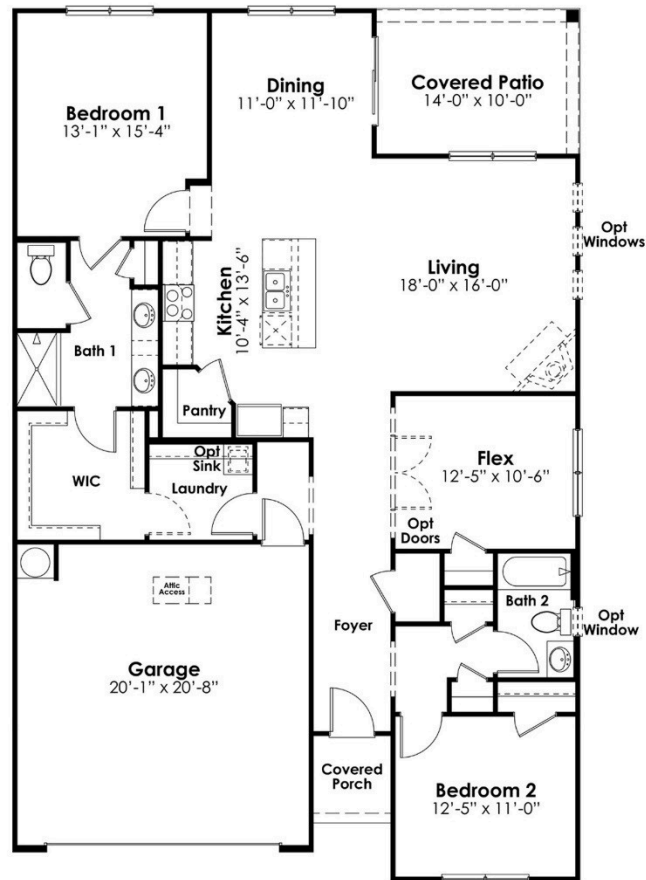 Bedroom 1
13'-1" x 15'-4"
Dining
11'-0" x 11'-10"
Covered Patio
14'-0" x 10'-0"
Opt
Windows
Living
18'-0" x 16'-0"
Kitchen
10'-4" x 13'-6"
Bath 1
Pantry
WIC
Opt
Sink
Laundry
Flex
12'-5" x 10'-6"
Opt
Doors
Attic
Access
Bath 2
Opt
Window
Foyer
Garage
20'-1" x 20'-8"
Covered
Porch
Bedroom 2
12'-5" x 11'-0"